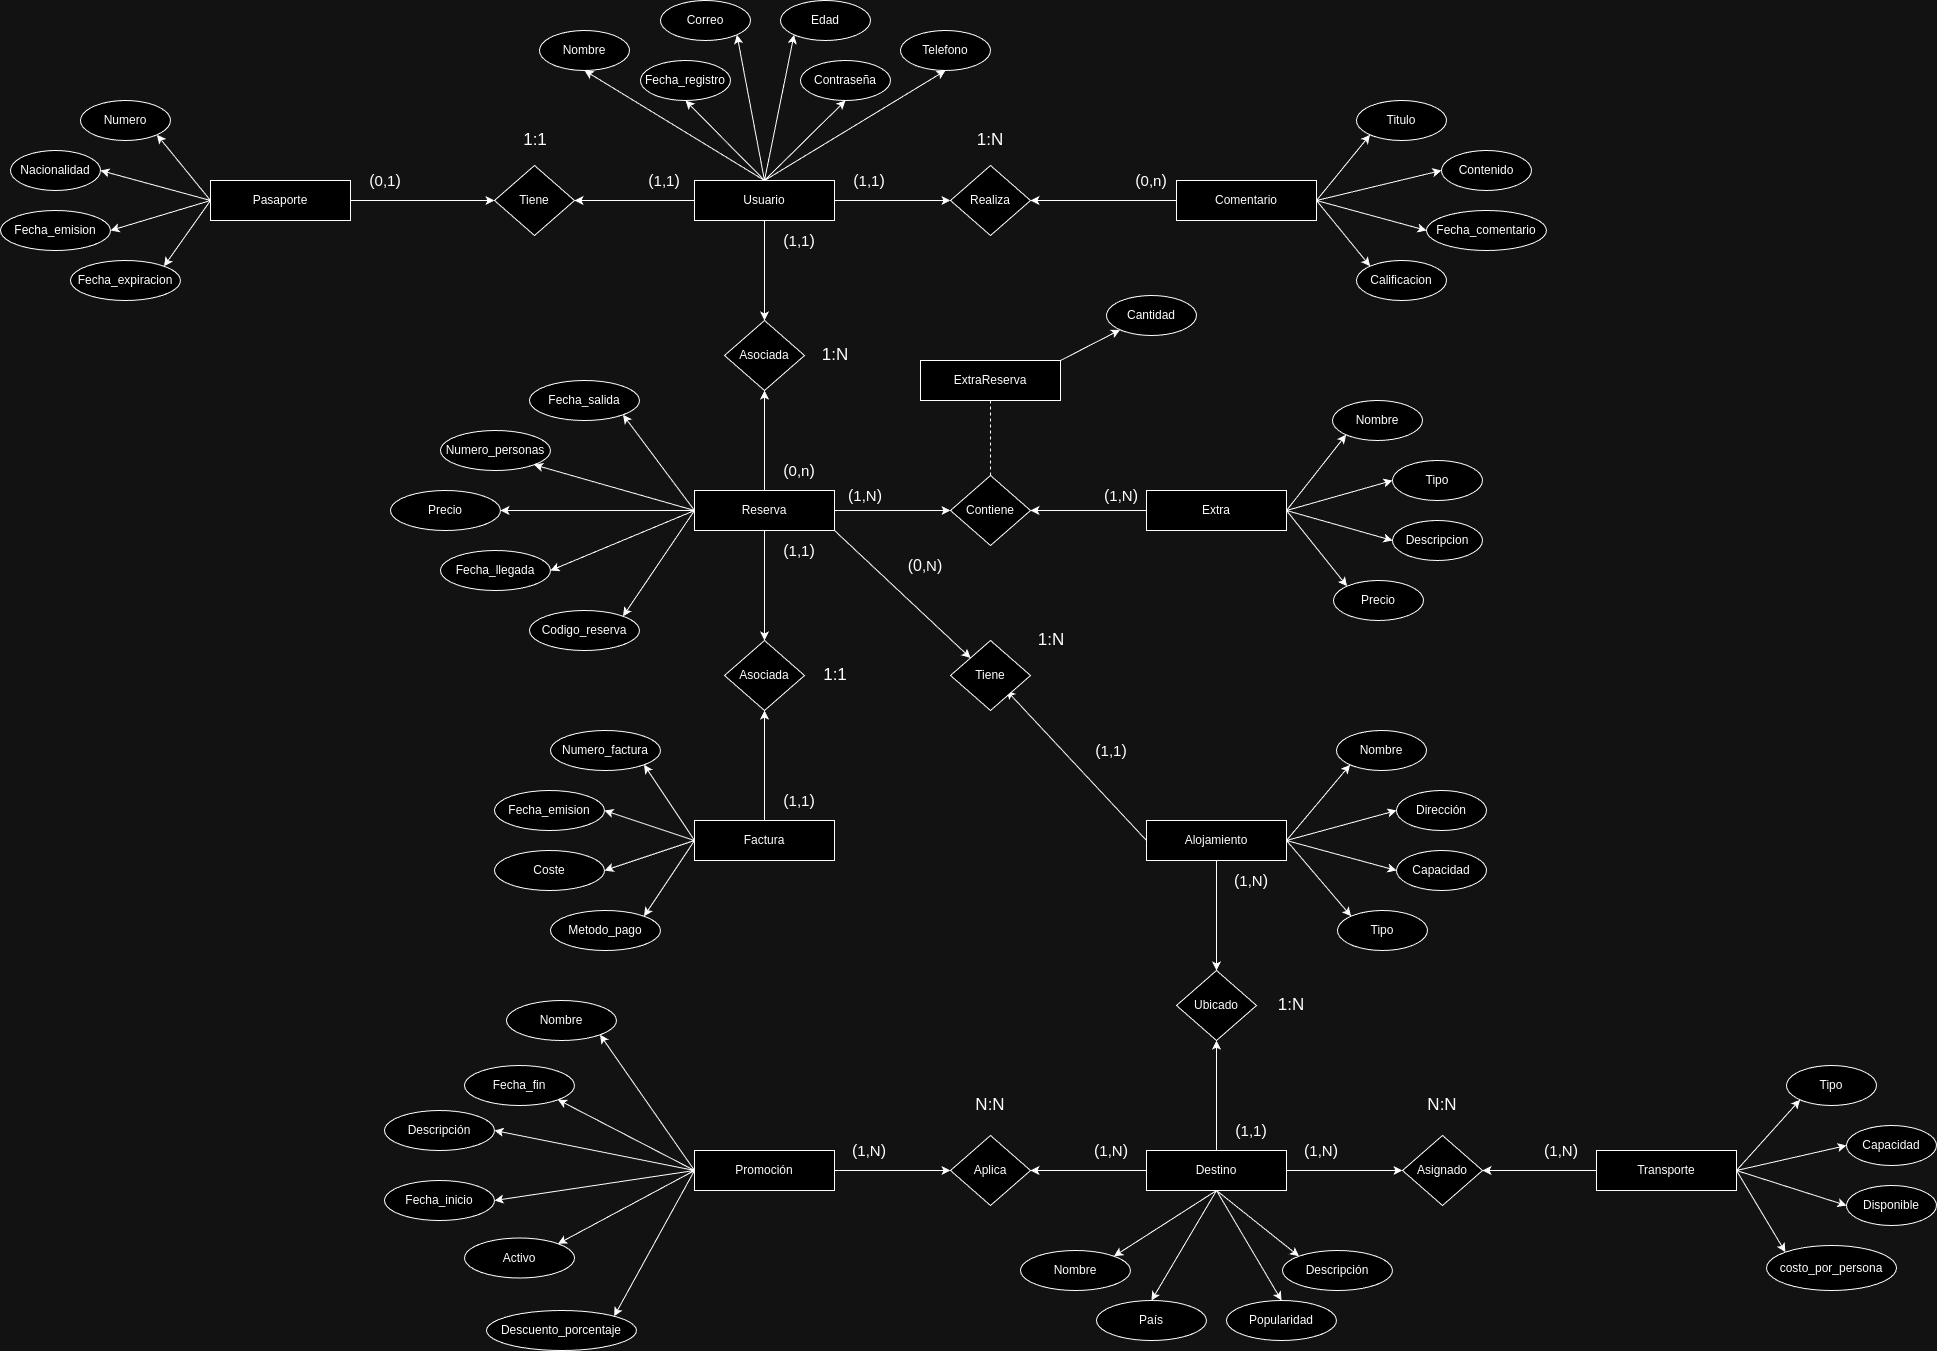 Correo
Edad
Nombre
Telefono
Fecha_registro
Contraseña
Numero
Titulo
1:1
1:N
Nacionalidad
Contenido
(0,1)
(1,1)
(1,1)
(0,n)
Pasaporte
Tiene
Usuario
Realiza
Comentario
Fecha_emision
Fecha_comentario
(1,1)
Fecha_expiracion
Calificacion
Cantidad
Asociada
1:N
ExtraReserva
Fecha_salida
Nombre
Numero_personas
(0,n)
Tipo
(1,N)
(1,N)
Precio
Reserva
Contiene
Extra
Descripcion
(1,1)
(0,N)
Fecha_llegada
Precio
Codigo_reserva
1:N
Asociada
1:1
Tiene
Numero_factura
(1,1)
Nombre
(1,1)
Fecha_emision
Dirección
Factura
Alojamiento
Coste
Capacidad
(1,N)
Metodo_pago
Tipo
Ubicado
1:N
Nombre
Fecha_fin
Tipo
N:N
N:N
Descripción
(1,1)
Capacidad
(1,N)
(1,N)
(1,N)
(1,N)
Promoción
Aplica
Destino
Asignado
Transporte
Fecha_inicio
Disponible
Activo
Nombre
Descripción
costo_por_persona
País
Popularidad
Descuento_porcentaje